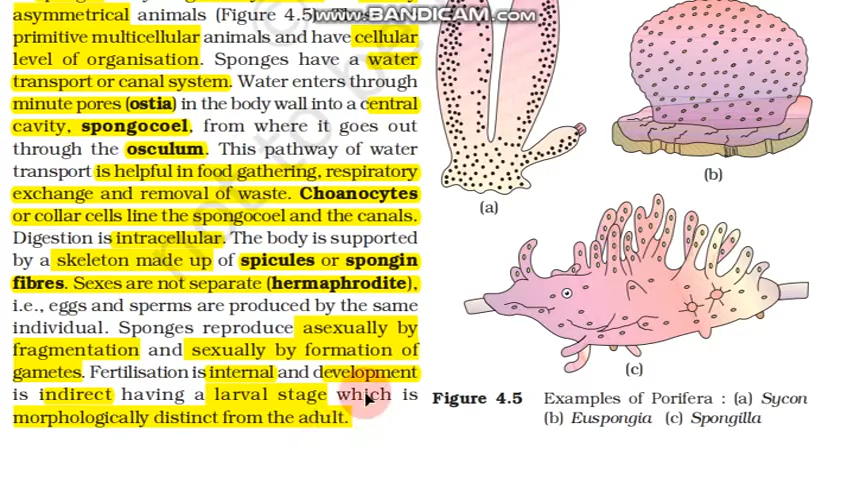 www.BANDICAM.com
asymmetrical animals (Figure 4.5)
primitive multicellular animals and have cellular
level of organisation. Sponges have a water
transport or canal system. Water enters through
minute pores (ostia) in the body wall into a central
cavity, spongocoel, from where it goes out
through the osculum. This pathway of water
transport is helpful in food gathering, respiratory
exchange and removal of waste. Choanocytes
or collar cells line the spongocoel and the canals.
Digestion is intracellular. The body is supported
by a skeleton made up of spicules or spongin
fibres. Sexes are not separate (hermaphrodite),
i.e., eggs and sperms are produced by the same
individual. Sponges reproduce asexually by
fragmentation and sexually by formation of
gametes. Fertilisation is internal and development
is indirect having a larval stage which is
morphologically distinct from the adult.
(a)
(b)
(c)
Figure 4.5 Examples of Porifera : (a) Sycon
(b) Euspongia (c) Spongilla